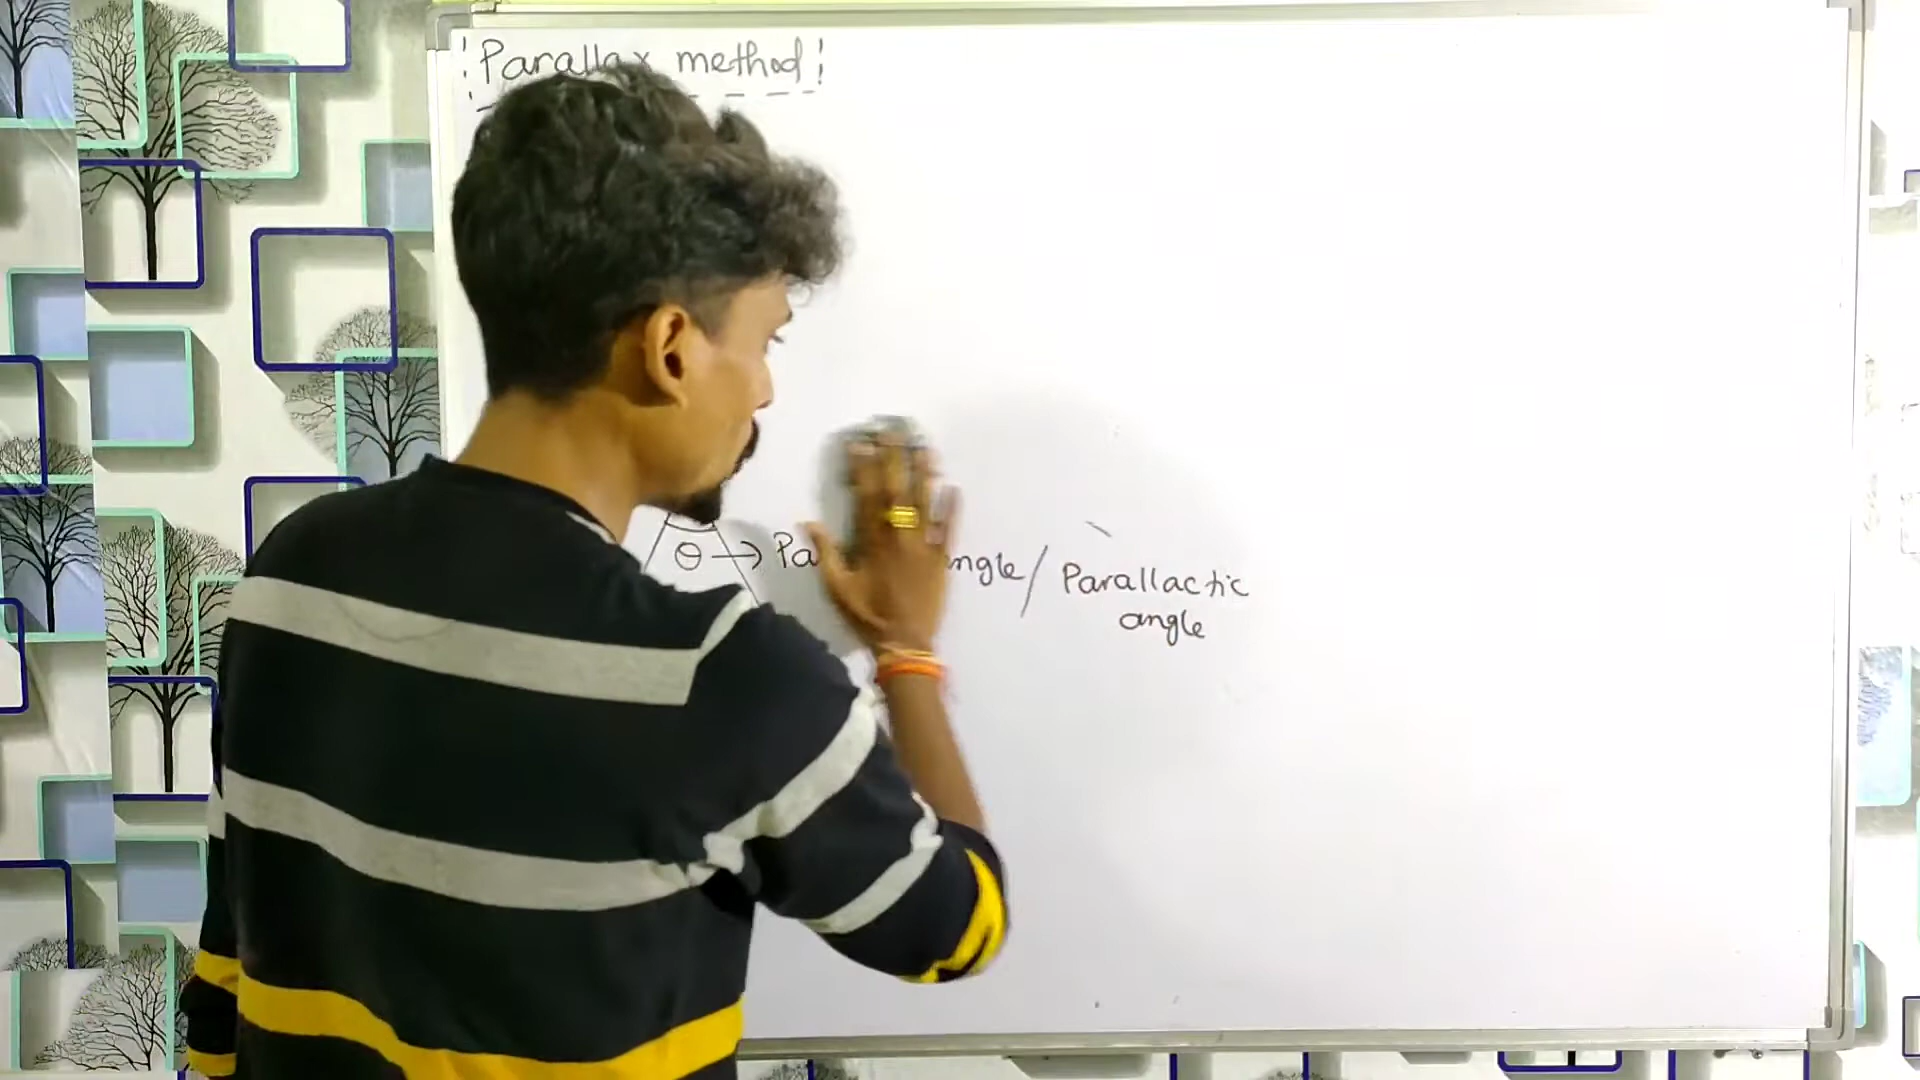 Parallax method
θ → Pa ngle / Parallactic
angle